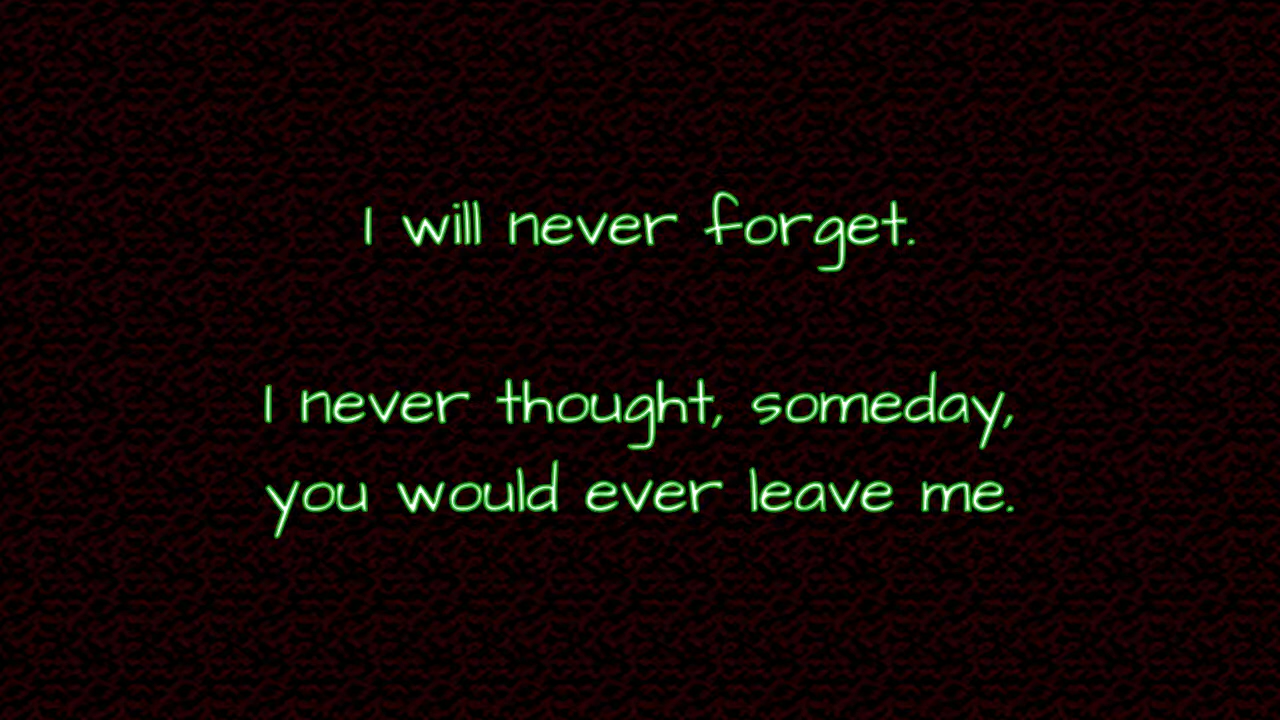 I will never forget.
I never thought, someday,
you would ever leave me.